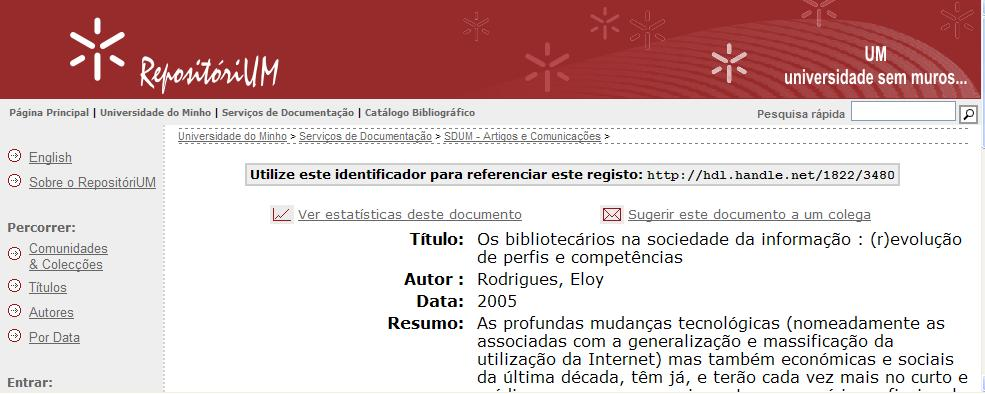 RepositóriUM
UM
universidade sem muros...
Página Principal | Universidade do Minho | Serviços de Documentação | Catálogo Bibliográfico
Pesquisa rápida
Universidade do Minho > Serviços de Documentação > SDUM - Artigos e Comunicações >
English
Sobre o RepositóriUM
Percorrer:
Comunidades
& Colecções
Títulos
Autores
Por Data
Entrar:
Utilize este identificador para referenciar este registo: http://hdl.handle.net/1822/3480
Ver estatísticas deste documento
Sugerir este documento a um colega
Título: Os bibliotecários na sociedade da informação : (r)evolução
de perfis e competências
Autor : Rodrigues, Eloy
Data: 2005
Resumo: As profundas mudanças tecnológicas (nomeadamente as
associadas com a generalização e massificação da
utilização da Internet) mas também económicas e sociais
da última década, têm já, e terão cada vez mais no curto e